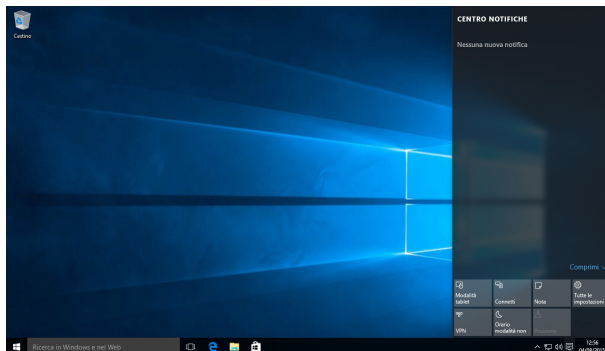 Cestino
CENTRO NOTIFICHE
Nessuna nuova notifica
Comprimi
Modalità
tablet
Connetti
Nota
Tutte le
impostazioni
VPN
Orario
modalità non
Posizione
Ricerca in Windows e nel Web
12:56